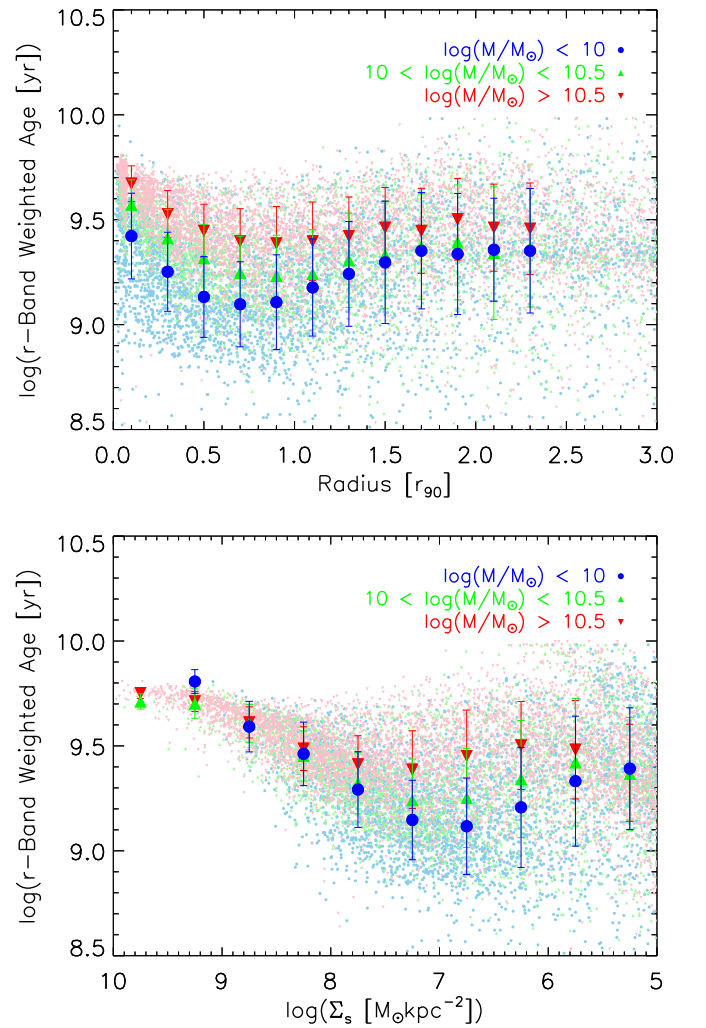 10.5
log(M/M⊙) < 10
10 < log(M/M⊙) < 10.5
log(M/M⊙) > 10.5
10.0
9.5
9.0
8.5
log(r−Band Weighted Age [yr])
0.0 0.5 1.0 1.5 2.0 2.5 3.0
Radius [r90]
10.5
log(M/M⊙) < 10
10 < log(M/M⊙) < 10.5
log(M/M⊙) > 10.5
10.0
9.5
9.0
8.5
log(r−Band Weighted Age [yr])
10 9 8 7 6 5
log(Σs [M⊙kpc−2])